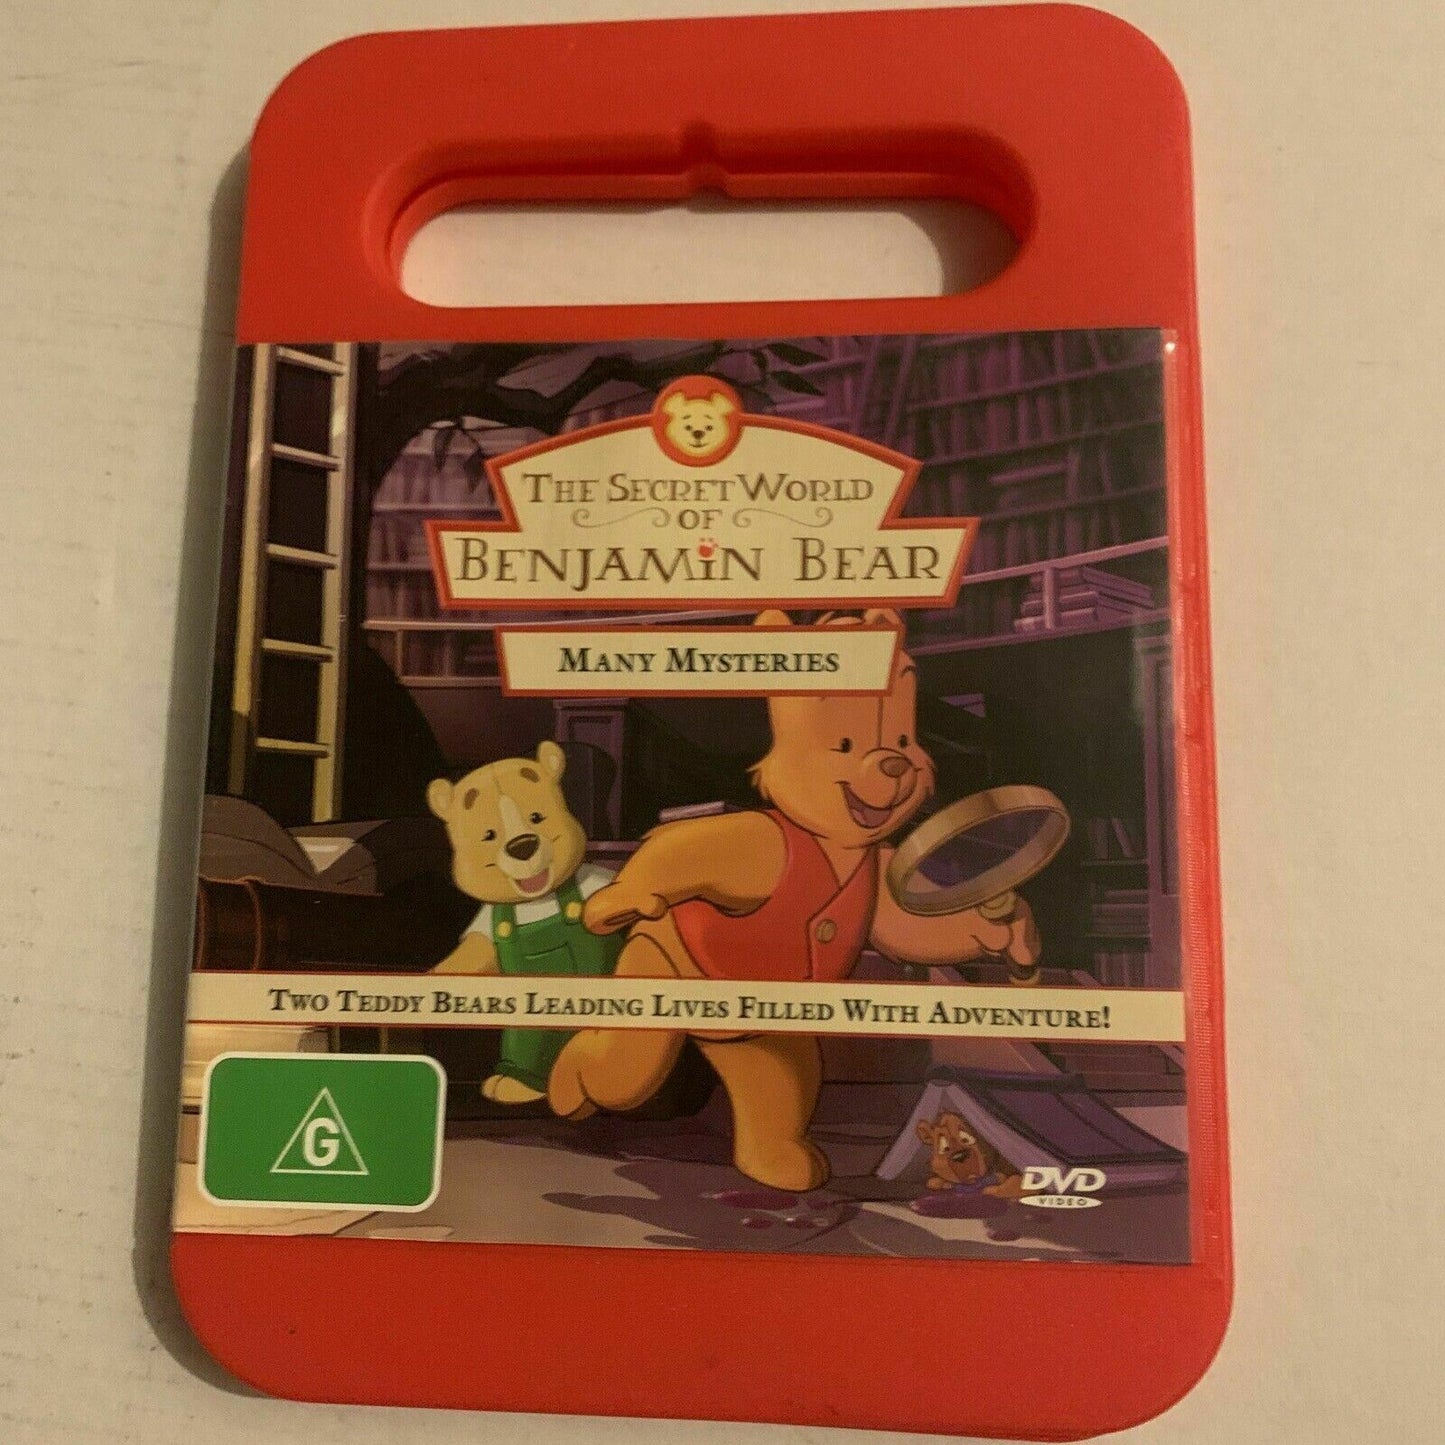 The Secret World
of
Benjamin Bear
Many Mysteries
Two Teddy Bears Leading Lives Filled With Adventure!
G
DVD
VIDEO